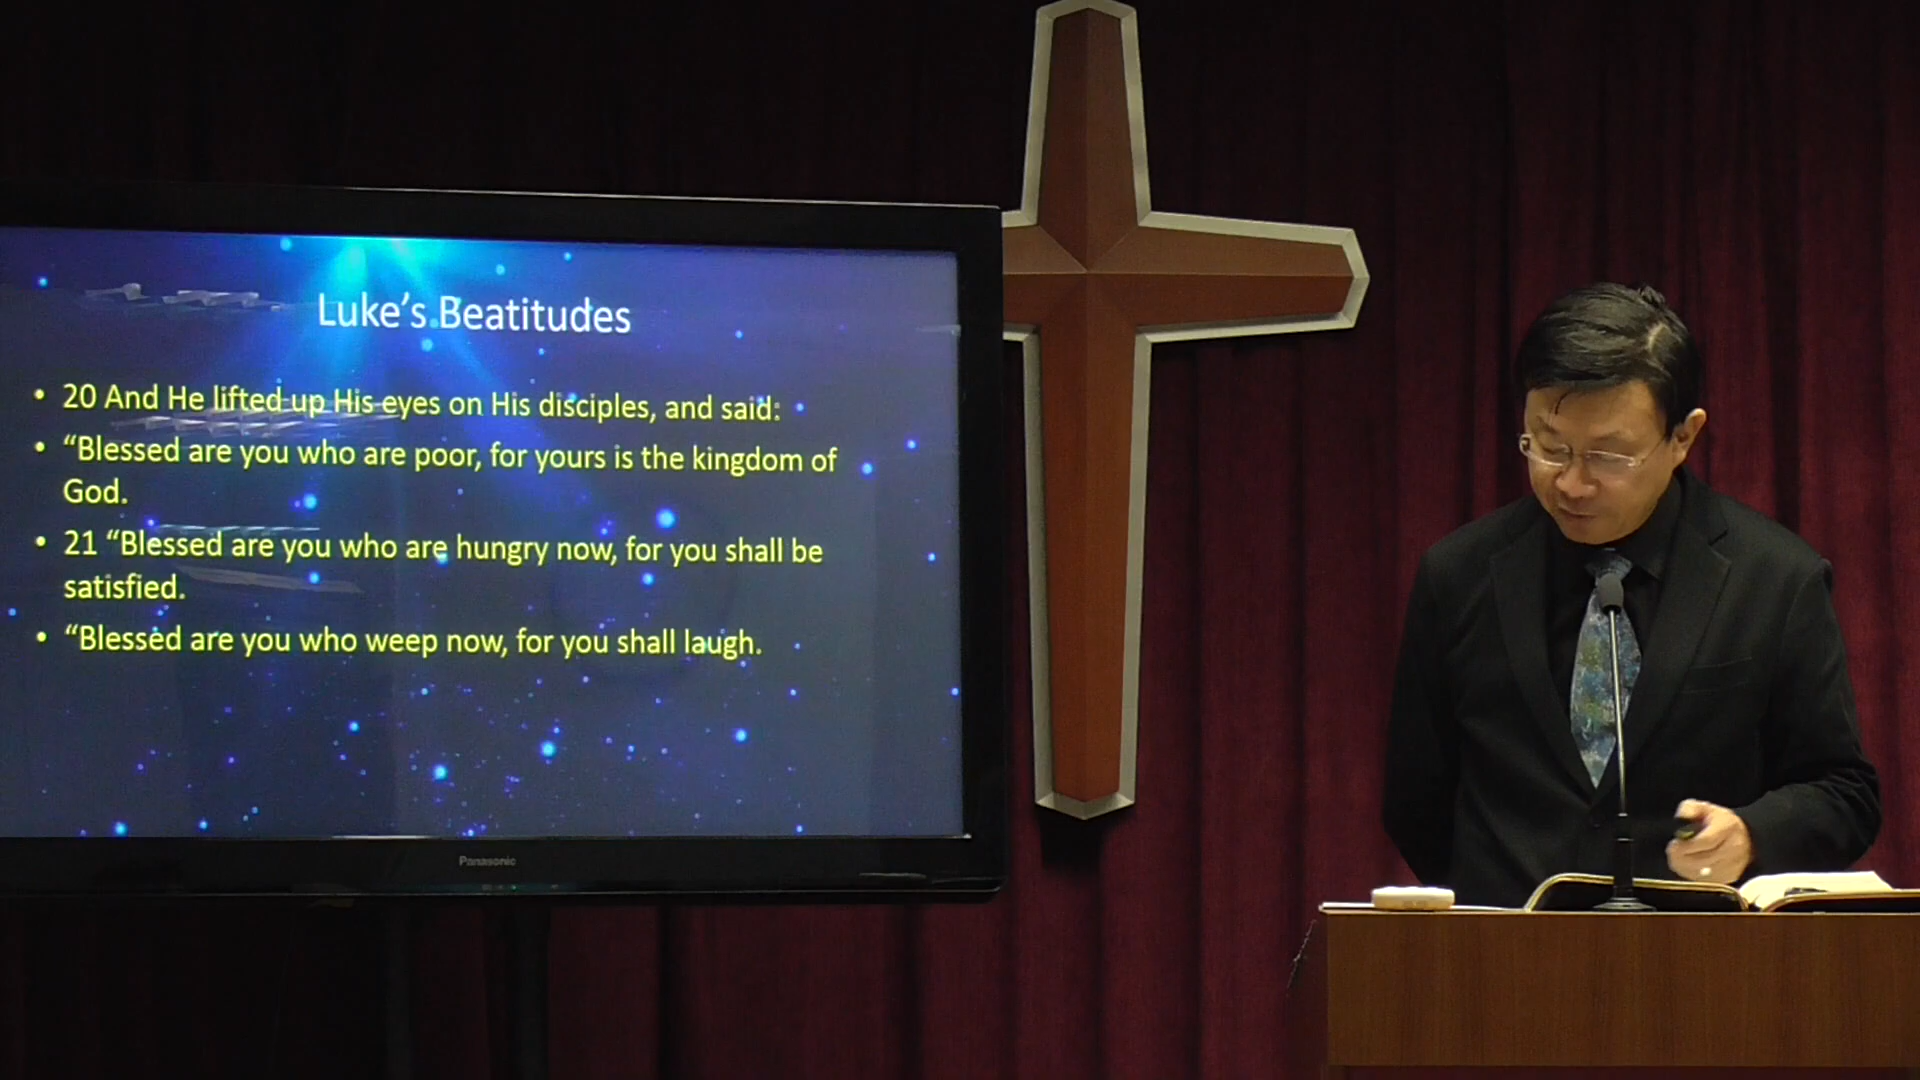 Luke's Beatitudes
• 20 And He lifted up His eyes on His disciples, and said:
• “Blessed are you who are poor, for yours is the kingdom of
God.
• 21 “Blessed are you who are hungry now, for you shall be
satisfied.
• “Blessed are you who weep now, for you shall laugh.
Panasonic